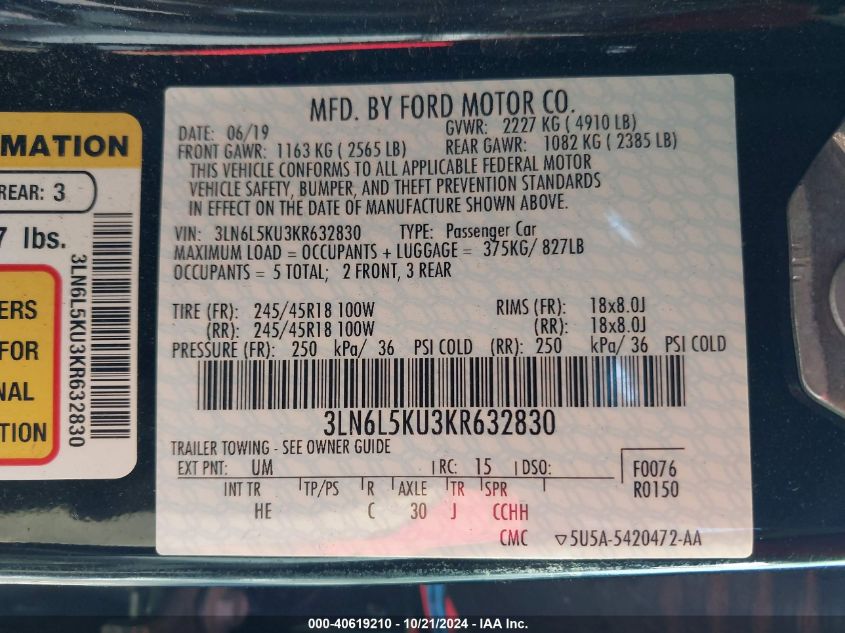 MFD. BY FORD MOTOR CO.
DATE: 06/19 GVWR: 2227 KG ( 4910 LB)
FRONT GAWR: 1163 KG ( 2565 LB) REAR GAWR: 1082 KG ( 2385 LB)
THIS VEHICLE CONFORMS TO ALL APPLICABLE FEDERAL MOTOR
VEHICLE SAFETY, BUMPER, AND THEFT PREVENTION STANDARDS
IN EFFECT ON THE DATE OF MANUFACTURE SHOWN ABOVE.
VIN: 3LN6L5KU3KR632830 TYPE: Passenger Car
MAXIMUM LOAD = OCCUPANTS + LUGGAGE = 375KG/ 827LB
OCCUPANTS = 5 TOTAL; 2 FRONT, 3 REAR
TIRE (FR): 245/45R18 100W RIMS (FR): 18x8.0J
(RR): 245/45R18 100W (RR): 18x8.0J
PRESSURE (FR): 250 kPa/ 36 PSI COLD (RR): 250 kPa/ 36 PSI COLD
3LN6L5KU3KR632830
TRAILER TOWING - SEE OWNER GUIDE
EXT PNT: UM RC: 15 DSO: F0076
R0150
INT TR TP/PS R AXLE TR SPR
HE C 30 J CCHH
CMC ▽5U5A-5420472-AA
MATION
REAR: 3
7 lbs.
3LN6L5KU3KR632830
ERS
FOR
NAL
TION
000-40619210 - 10/21/2024 - IAA Inc.